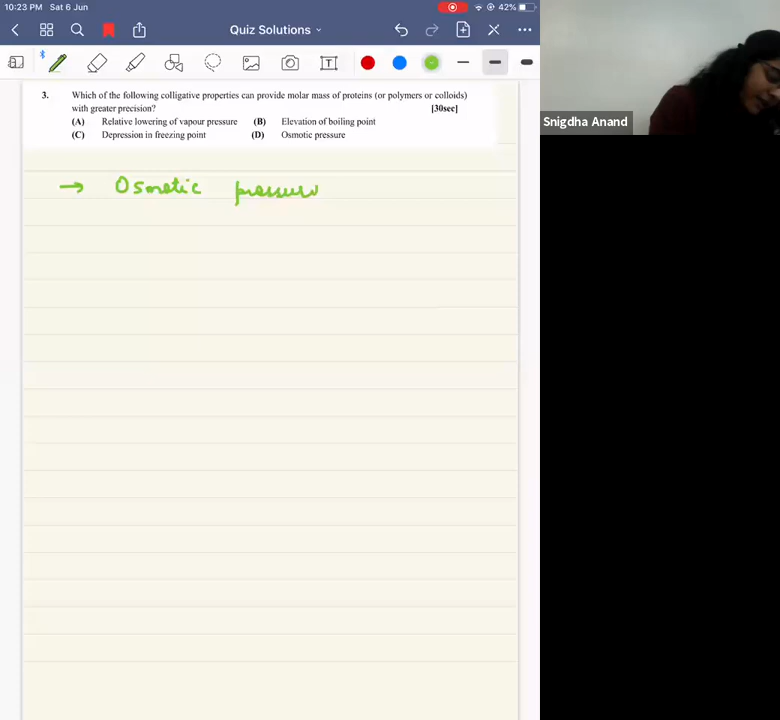 10:23 PM Sat 6 Jun
42%
Quiz Solutions
T
3. Which of the following colligative properties can provide molar mass of proteins (or polymers or colloids)
with greater precision? [30sec]
(A) Relative lowering of vapour pressure (B) Elevation of boiling point
(C) Depression in freezing point (D) Osmotic pressure
→ Osmotic pressure
Snigdha Anand